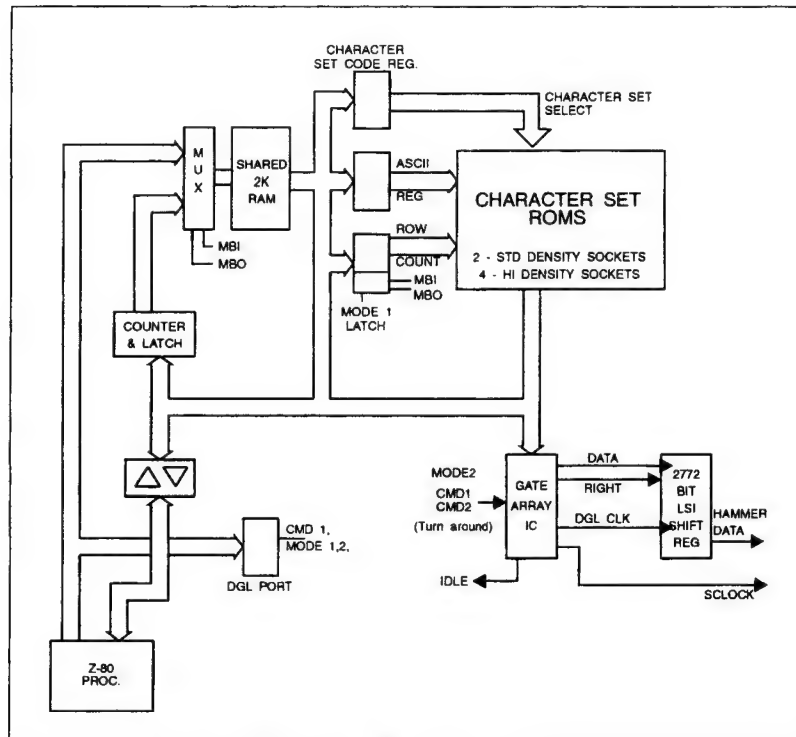 CHARACTER
SET CODE REG.
CHARACTER SET
SELECT
M
U
X
SHARED
2K
RAM
ASCII
REG
CHARACTER SET
ROMS
2 - STD DENSITY SOCKETS
4 - HI DENSITY SOCKETS
ROW
COUNT
MBI
MBO
MBI
MBO
MODE 1
LATCH
COUNTER
& LATCH
MODE2
CMD1
CMD2
(Turn around)
GATE
ARRAY
IC
DATA
RIGHT
DGL CLK
2772
BIT
LSI
SHIFT
REG
HAMMER
DATA
CMD 1,
MODE 1,2,
DGL PORT
IDLE
SCLOCK
Z-80
PROC.